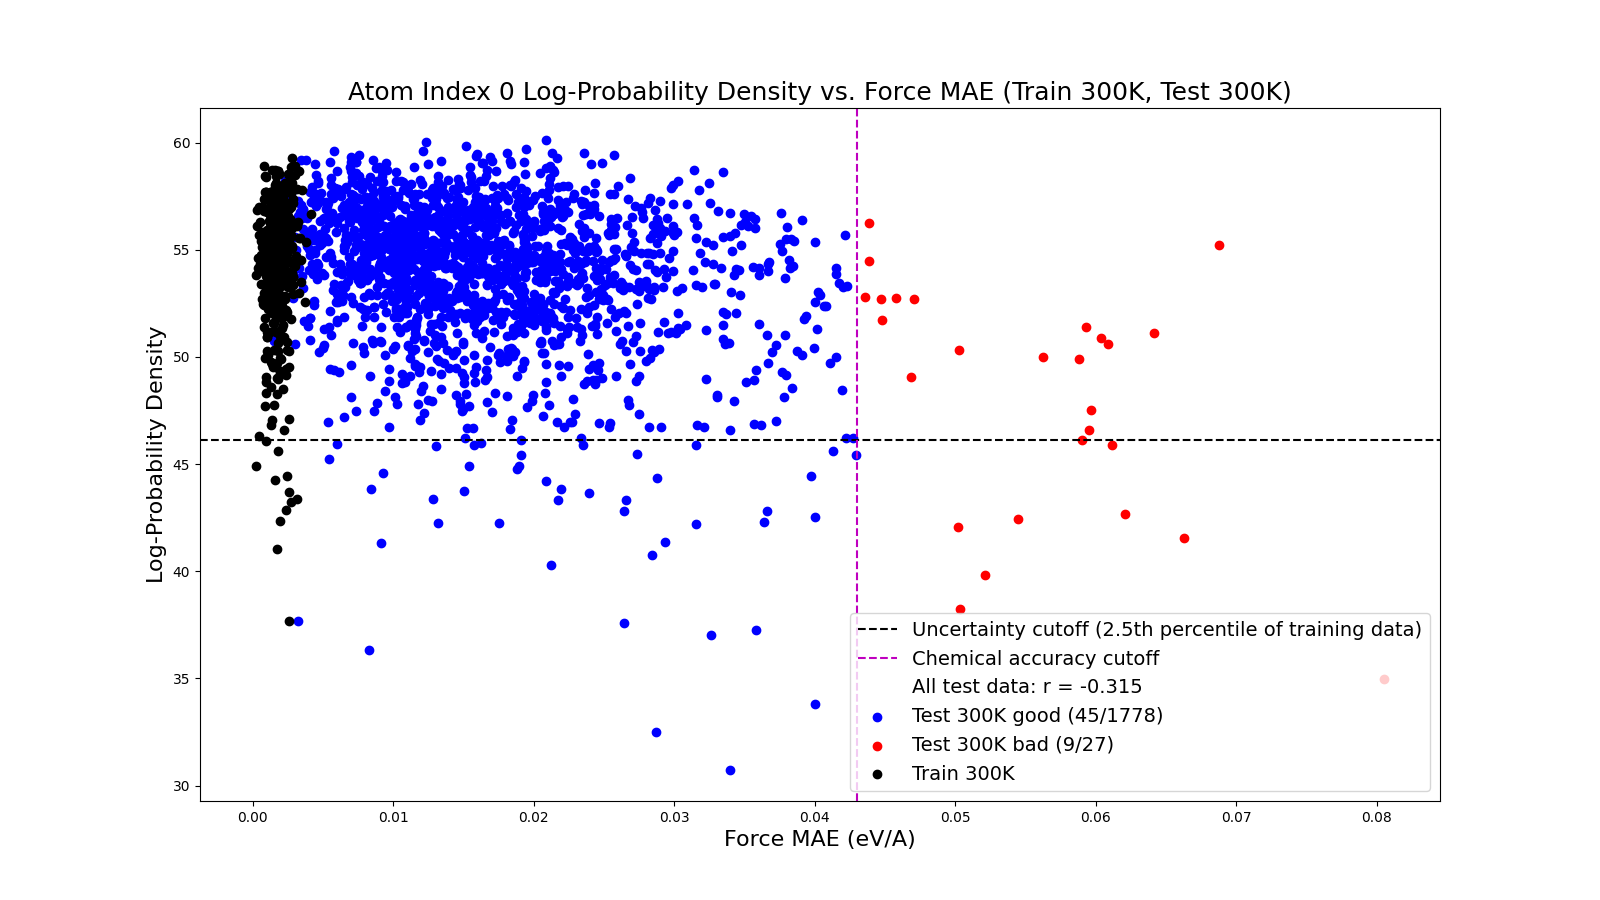 Atom Index 0 Log-Probability Density vs. Force MAE (Train 300K, Test 300K)
Log-Probability Density
60
55
50
45
40
35
30
Uncertainty cutoff (2.5th percentile of training data)
Chemical accuracy cutoff
All test data: r = -0.315
Test 300K good (45/1778)
Test 300K bad (9/27)
Train 300K
0.00 0.01 0.02 0.03 0.04 0.05 0.06 0.07 0.08
Force MAE (eV/A)